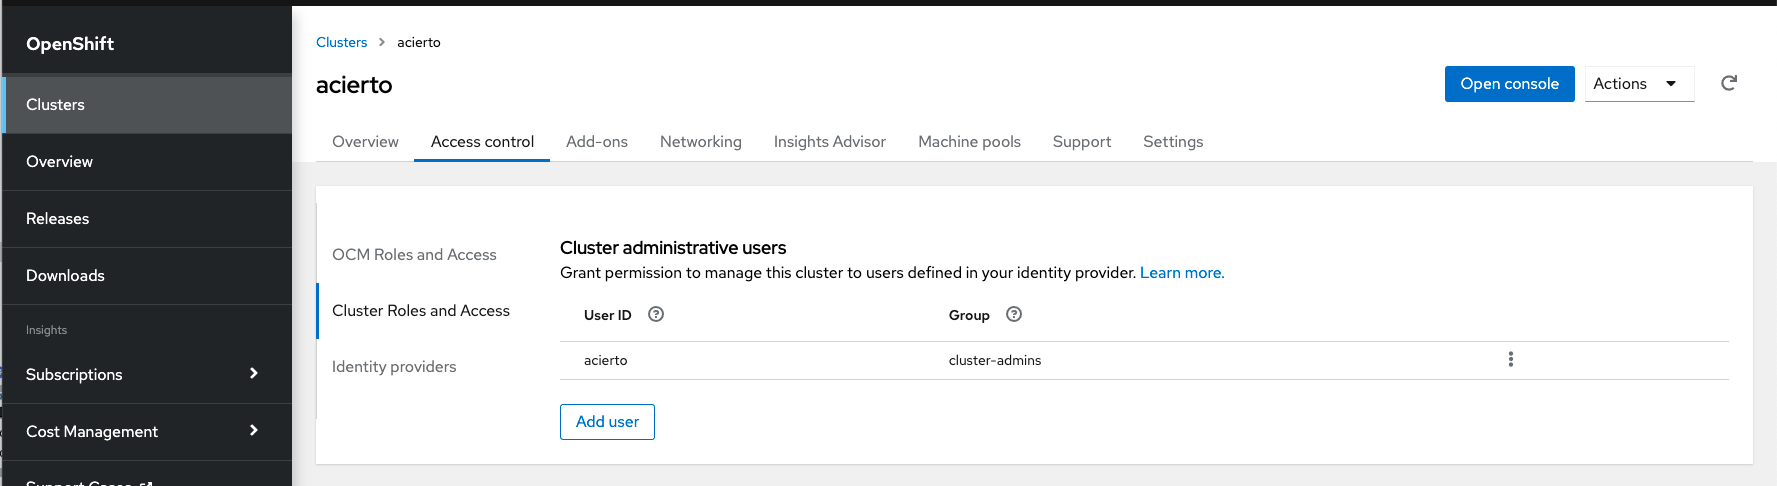 OpenShift
Clusters
Overview
Releases
Downloads
Insights
Subscriptions
Cost Management
Support Cases
Clusters > acierto
acierto
Open console
Actions
Overview Access control Add-ons Networking Insights Advisor Machine pools Support Settings
OCM Roles and Access
Cluster Roles and Access
Identity providers
Cluster administrative users
Grant permission to manage this cluster to users defined in your identity provider. Learn more.
User ID ? Group ?
acierto cluster-admins
Add user